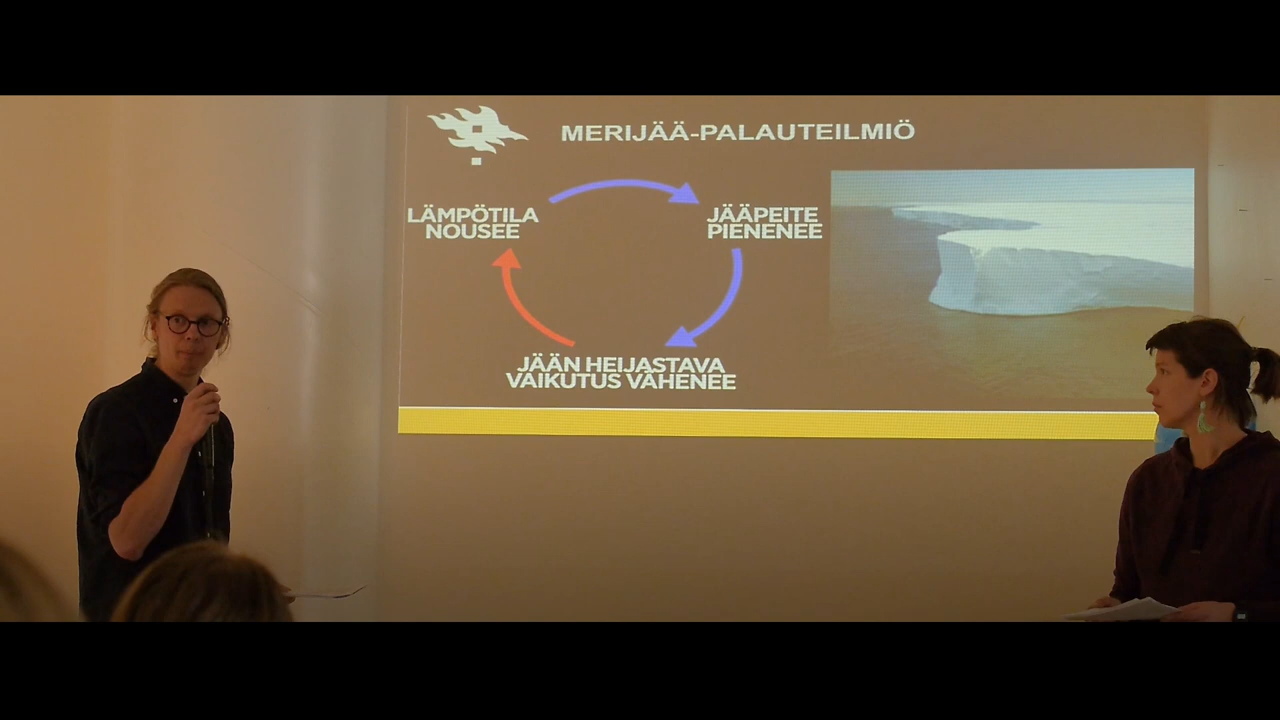 MERIJÄÄ-PALAUTEILMIÖ
LÄMPÖTILA
NOUSEE
JÄÄPEITE
PIENENEE
JÄÄN HEIJASTAVA
VAIKUTUS VÄHENEE